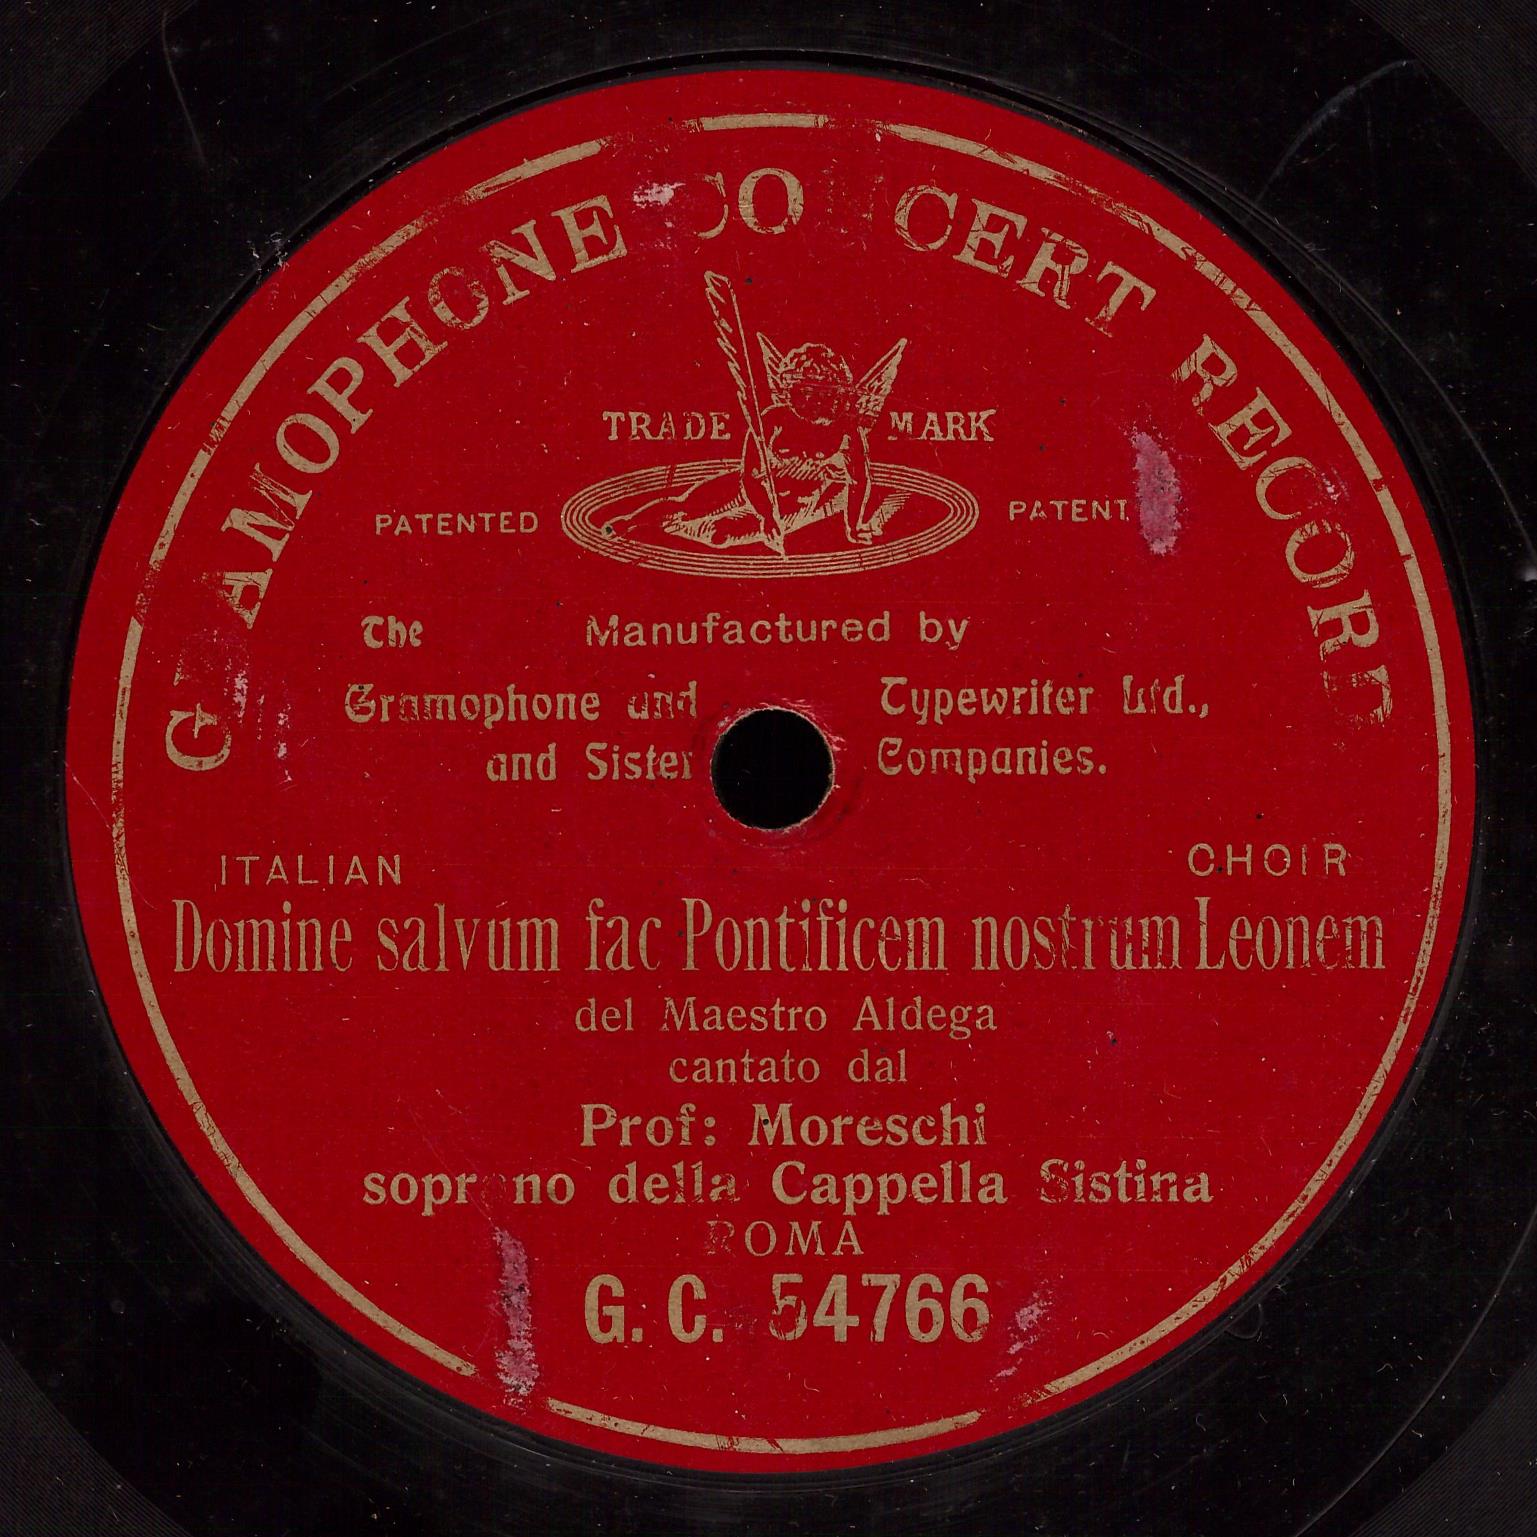 GRAMOPHONE CONCERT RECORD
TRADE MARK
PATENTED PATENTED
The Manufactured by
Gramophone and Typewriter Ltd.,
and Sister Companies.
ITALIAN CHOIR
Domine salvum fac Pontificem nostrum Leonem
del Maestro Aldega
cantato dal
Prof: Moreschi
soprano della Cappella Sistina
ROMA
G. C. 54766